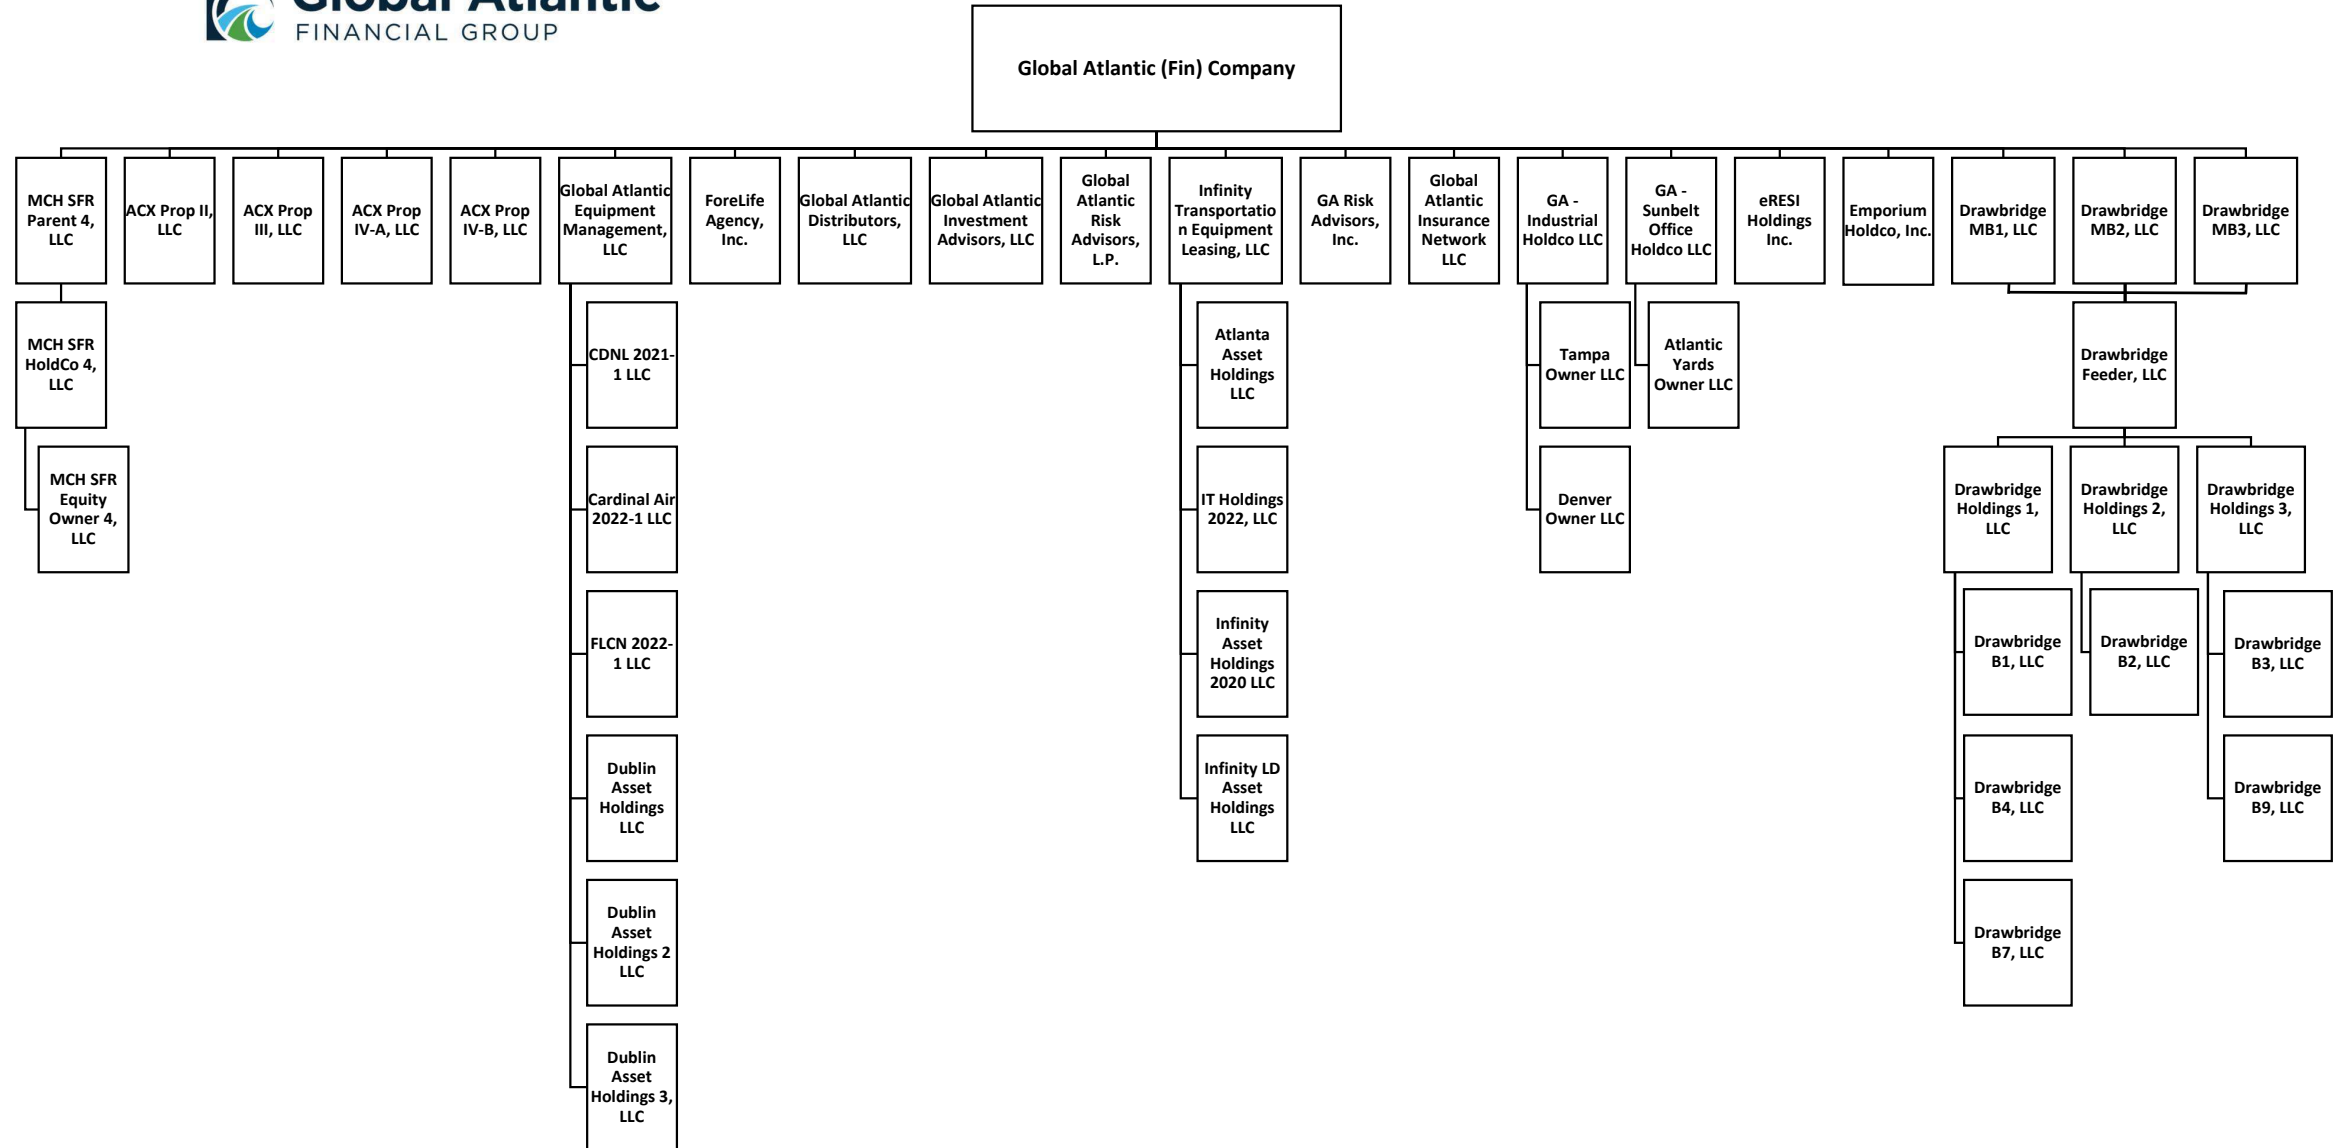 Global Atlantic
FINANCIAL GROUP
Global Atlantic (Fin) Company
MCH SFR
Parent 4,
LLC
ACX Prop II,
LLC
ACX Prop
III, LLC
ACX Prop
IV-A, LLC
ACX Prop
IV-B, LLC
Global Atlantic
Equipment
Management,
LLC
ForeLife
Agency,
Inc.
Global Atlantic
Distributors,
LLC
Global Atlantic
Investment
Advisors, LLC
Global
Atlantic
Risk
Advisors,
L.P.
Infinity
Transportatio
n Equipment
Leasing, LLC
GA Risk
Advisors,
Inc.
Global
Atlantic
Insurance
Network
LLC
GA -
Industrial
Holdco LLC
GA -
Sunbelt
Office
Holdco LLC
eRESI
Holdings
Inc.
Emporium
Holdco, Inc.
Drawbridge
MB1, LLC
Drawbridge
MB2, LLC
Drawbridge
MB3, LLC
MCH SFR
HoldCo 4,
LLC
CDNL 2021-
1 LLC
Atlanta
Asset
Holdings
LLC
Tampa
Owner LLC
Atlantic
Yards
Owner LLC
Drawbridge
Feeder, LLC
MCH SFR
Equity
Owner 4,
LLC
Cardinal Air
2022-1 LLC
IT Holdings
2022, LLC
Denver
Owner LLC
Drawbridge
Holdings 1,
LLC
Drawbridge
Holdings 2,
LLC
Drawbridge
Holdings 3,
LLC
FLCN 2022-
1 LLC
Infinity
Asset
Holdings
2020 LLC
Drawbridge
B1, LLC
Drawbridge
B2, LLC
Drawbridge
B3, LLC
Dublin
Asset
Holdings
LLC
Infinity LD
Asset
Holdings
LLC
Drawbridge
B4, LLC
Drawbridge
B9, LLC
Dublin
Asset
Holdings 2
LLC
Drawbridge
B7, LLC
Dublin
Asset
Holdings 3,
LLC